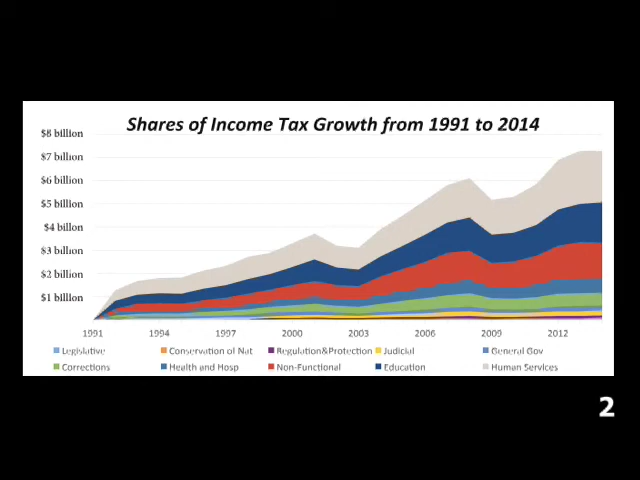 Shares of Income Tax Growth from 1991 to 2014
$8 billion
$7 billion
$6 billion
$5 billion
$4 billion
$3 billion
$2 billion
$1 billion
1991 1994 1997 2000 2003 2006 2009 2012
Legislative Conservation of Nat Regulation&Protection Judicial General Gov
Corrections Health and Hosp Non-Functional Education Human Services
2